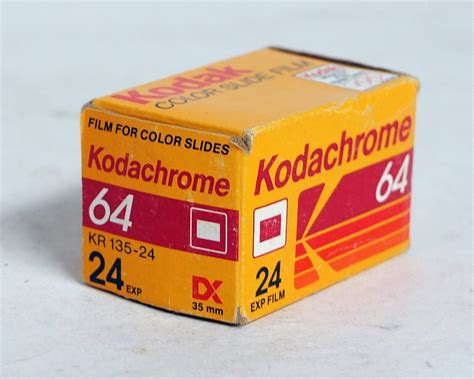 Kodak
COLOR SLIDE FILM
Kodak
FILM FOR COLOR SLIDES
Kodachrome
64
KR 135-24
24 EXP
DX
35 mm
Kodachrome
64
24
EXP FILM